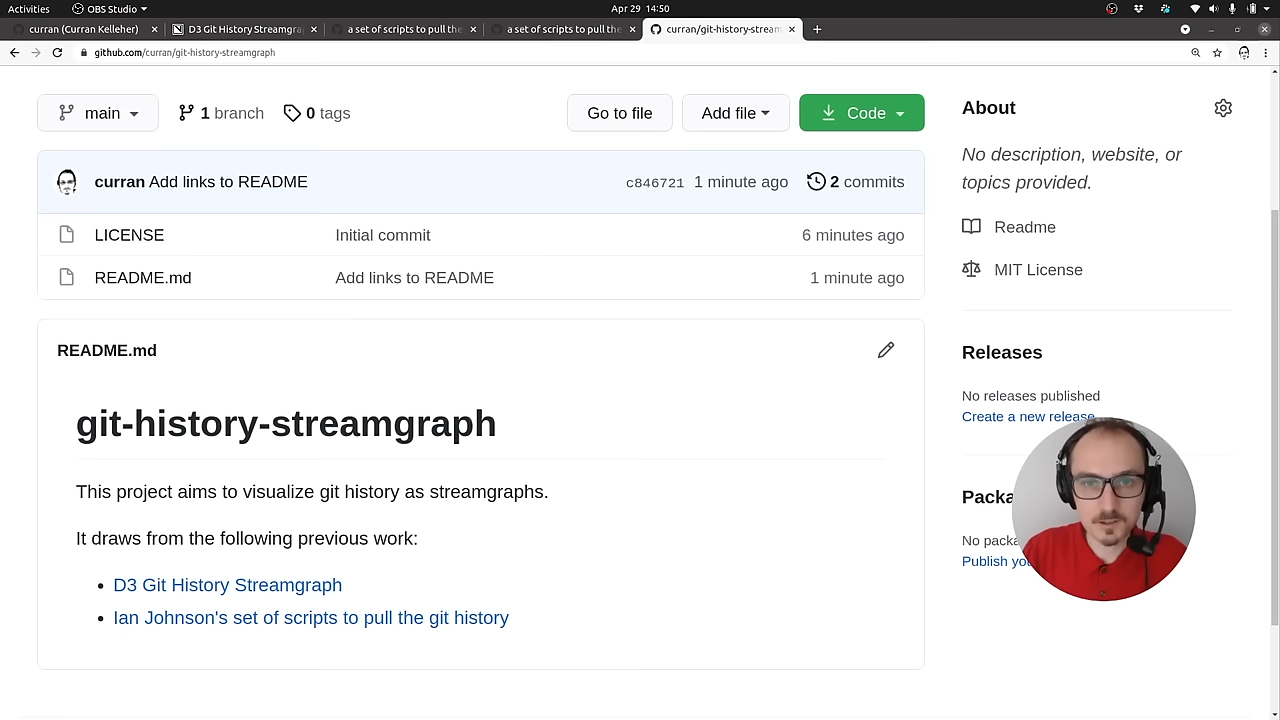 Activities OBS Studio Apr 29 14:50
curran (Curran Kelleher) D3 Git History Streamgra a set of scripts to pull the a set of scripts to pull the curran/git-history-stream
github.com/curran/git-history-streamgraph
main 1 branch 0 tags Go to file Add file Code
curran Add links to README c846721 1 minute ago 2 commits
LICENSE Initial commit 6 minutes ago
README.md Add links to README 1 minute ago
README.md
git-history-streamgraph
This project aims to visualize git history as streamgraphs.
It draws from the following previous work:
• D3 Git History Streamgraph
• Ian Johnson's set of scripts to pull the git history
About
No description, website, or
topics provided.
Readme
MIT License
Releases
No releases published
Create a new release
Packa
No packa
Publish yo